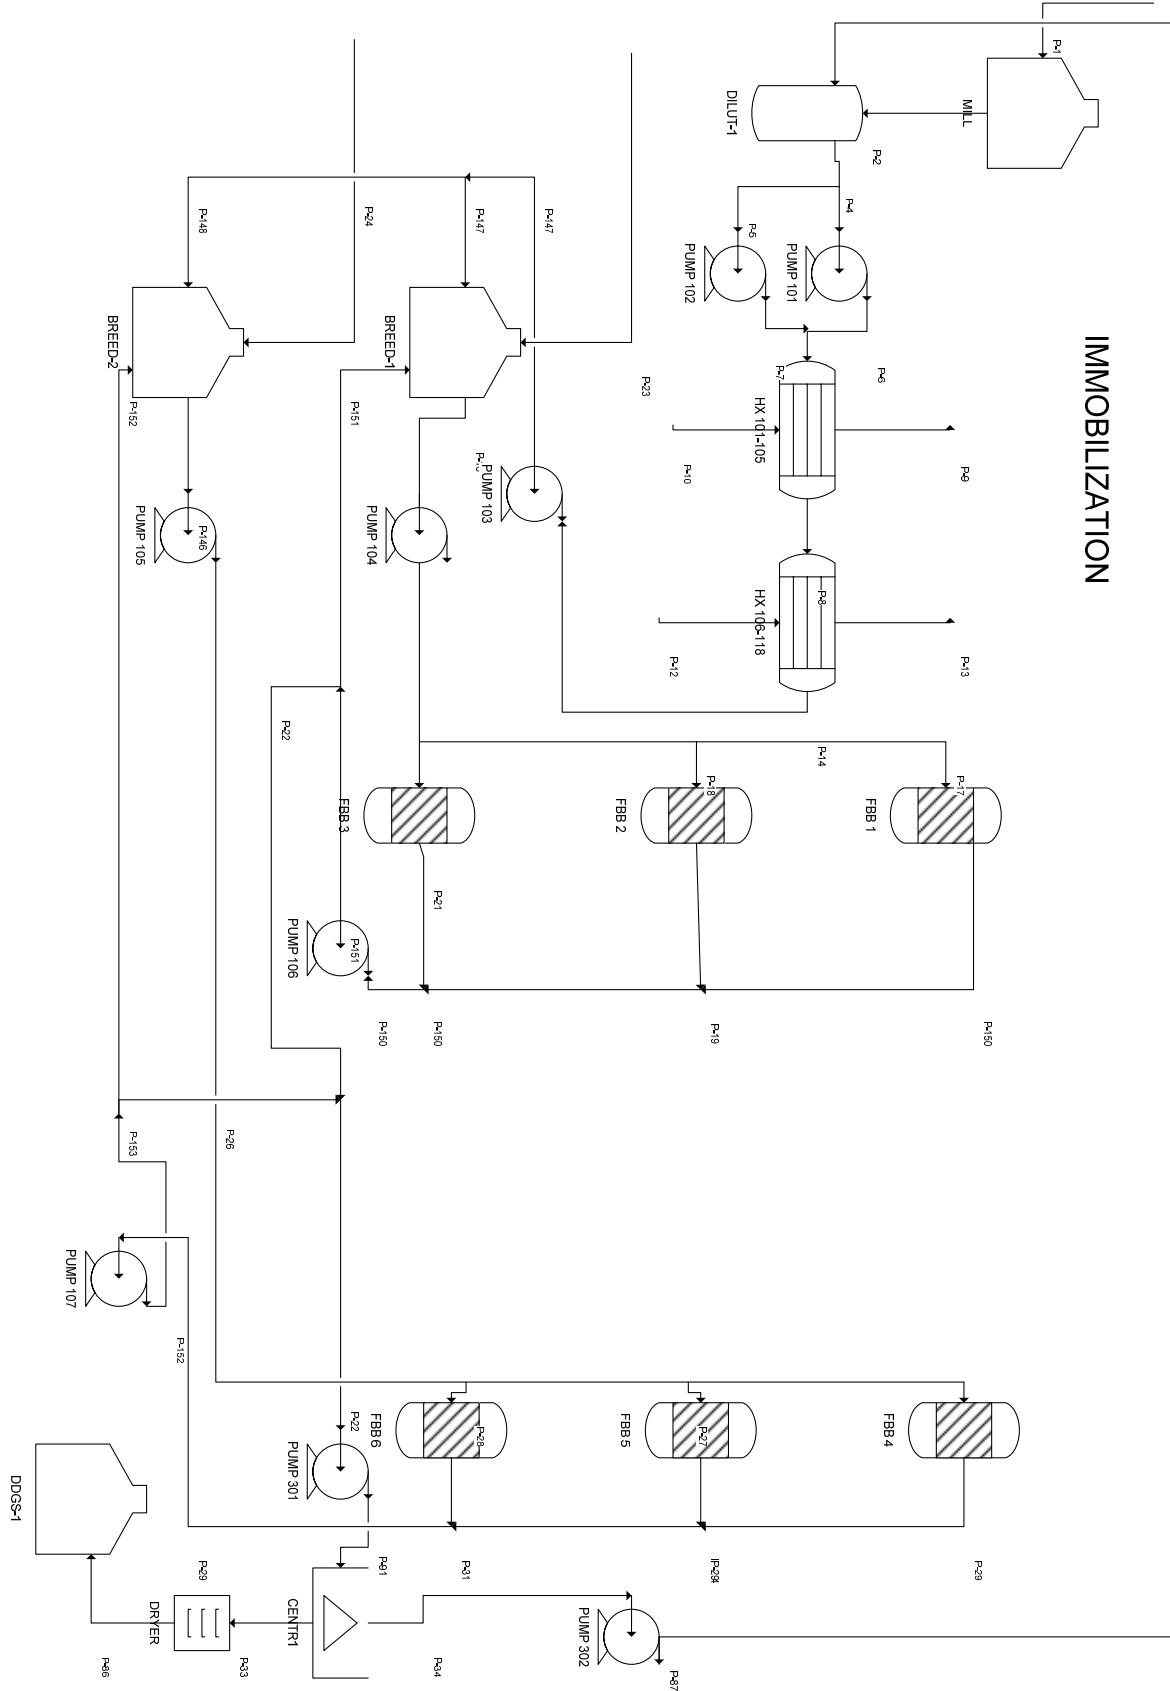 IMMOBILIZATION
P-1
MILL
P-9
P-13
P-17
P-150
P-29
P-2
P-4
P-6
FBB 1
FBB 4
DILUT-1
P-5
PUMP 101
P-7
P-8
P-14
HX 101-105
HX 106-118
PUMP 102
P-10
P-12
P-18
P-19
P-27
P-87
P-23
FBB 2
FBB 5
PUMP 302
P-147
PUMP 103
P-147
P-28
P-31
P-21
P-150
P-34
BREED-1
PUMP 104
P-150
FBB 6
P-91
P-24
P-151
FBB 3
P-151
P-22
PUMP 106
PUMP 301
CENTR1
P-22
P-148
P-146
P-26
P-33
P-29
P-152
BREED-2
PUMP 105
P-152
P-153
DRYER
P-86
PUMP 107
DDGS-1